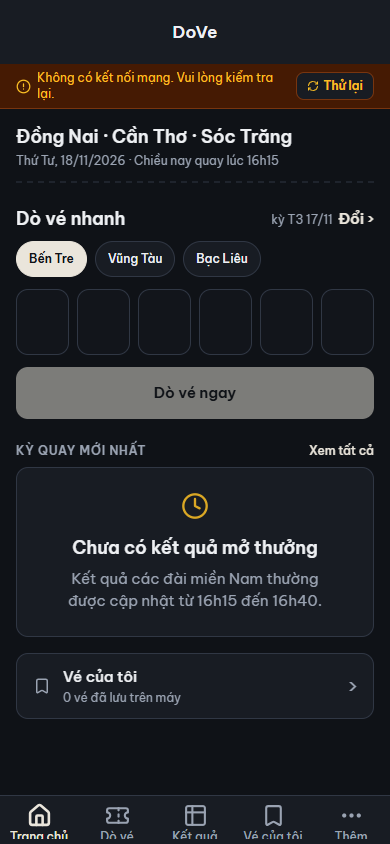 DoVe
Không có kết nối mạng. Vui lòng kiểm tra
lại.
Thử lại
Đồng Nai · Cần Thơ · Sóc Trăng
Thứ Tư, 18/11/2026 · Chiều nay quay lúc 16h15
Dò vé nhanh
kỳ T3 17/11 Đổi >
Bến Tre
Vũng Tàu
Bạc Liêu
Dò vé ngay
KỲ QUAY MỚI NHẤT
Xem tất cả
Chưa có kết quả mở thưởng
Kết quả các đài miền Nam thường
được cập nhật từ 16h15 đến 16h40.
Vé của tôi
0 vé đã lưu trên máy
Trang chủ
Dò vé
Kết quả
Vé của tôi
Thêm